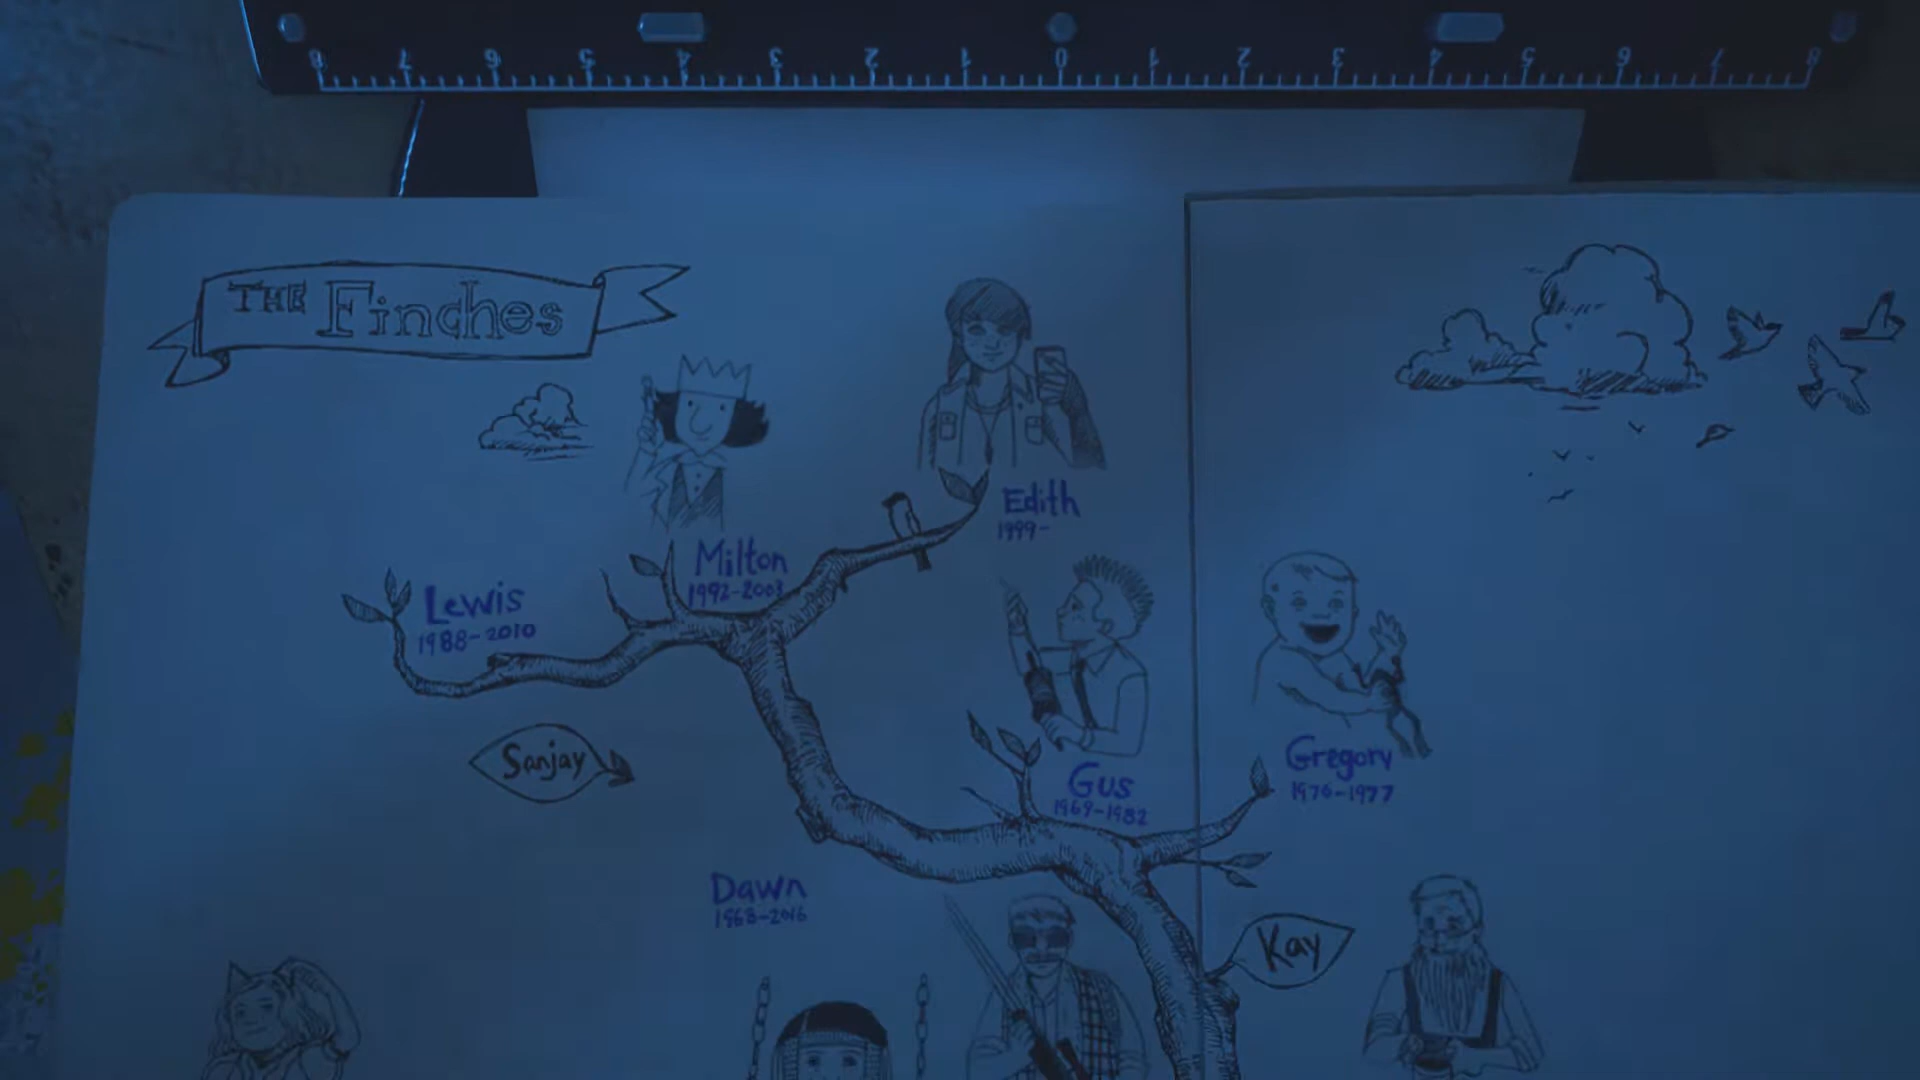 8 7 6 5 4 3 2 1 0 1 2 3 4 5 6 7 8
THE Finches
Edith
1999-
Milton
1992-2003
Lewis
1988-2010
Sanjay
Gus
1969-1982
Gregory
1976-1977
Dawn
1968-2016
Kay